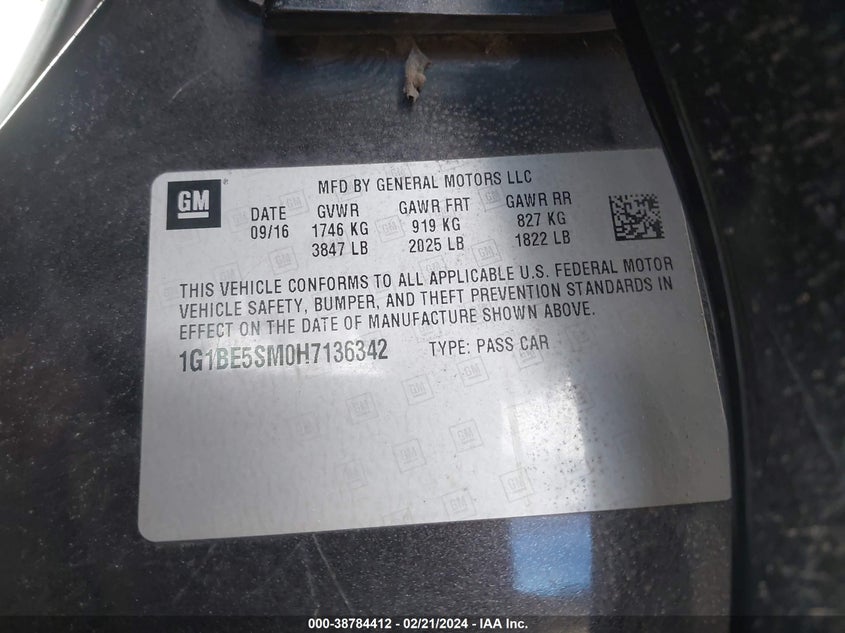 GM ®
MFD BY GENERAL MOTORS LLC
DATE GVWR GAWR FRT GAWR RR
09/16 1746 KG 919 KG 827 KG
3847 LB 2025 LB 1822 LB
THIS VEHICLE CONFORMS TO ALL APPLICABLE U.S. FEDERAL MOTOR
VEHICLE SAFETY, BUMPER, AND THEFT PREVENTION STANDARDS IN
EFFECT ON THE DATE OF MANUFACTURE SHOWN ABOVE.
1G1BE5SM0H7136342 TYPE: PASS CAR
000-38784412 - 02/21/2024 - IAA Inc.